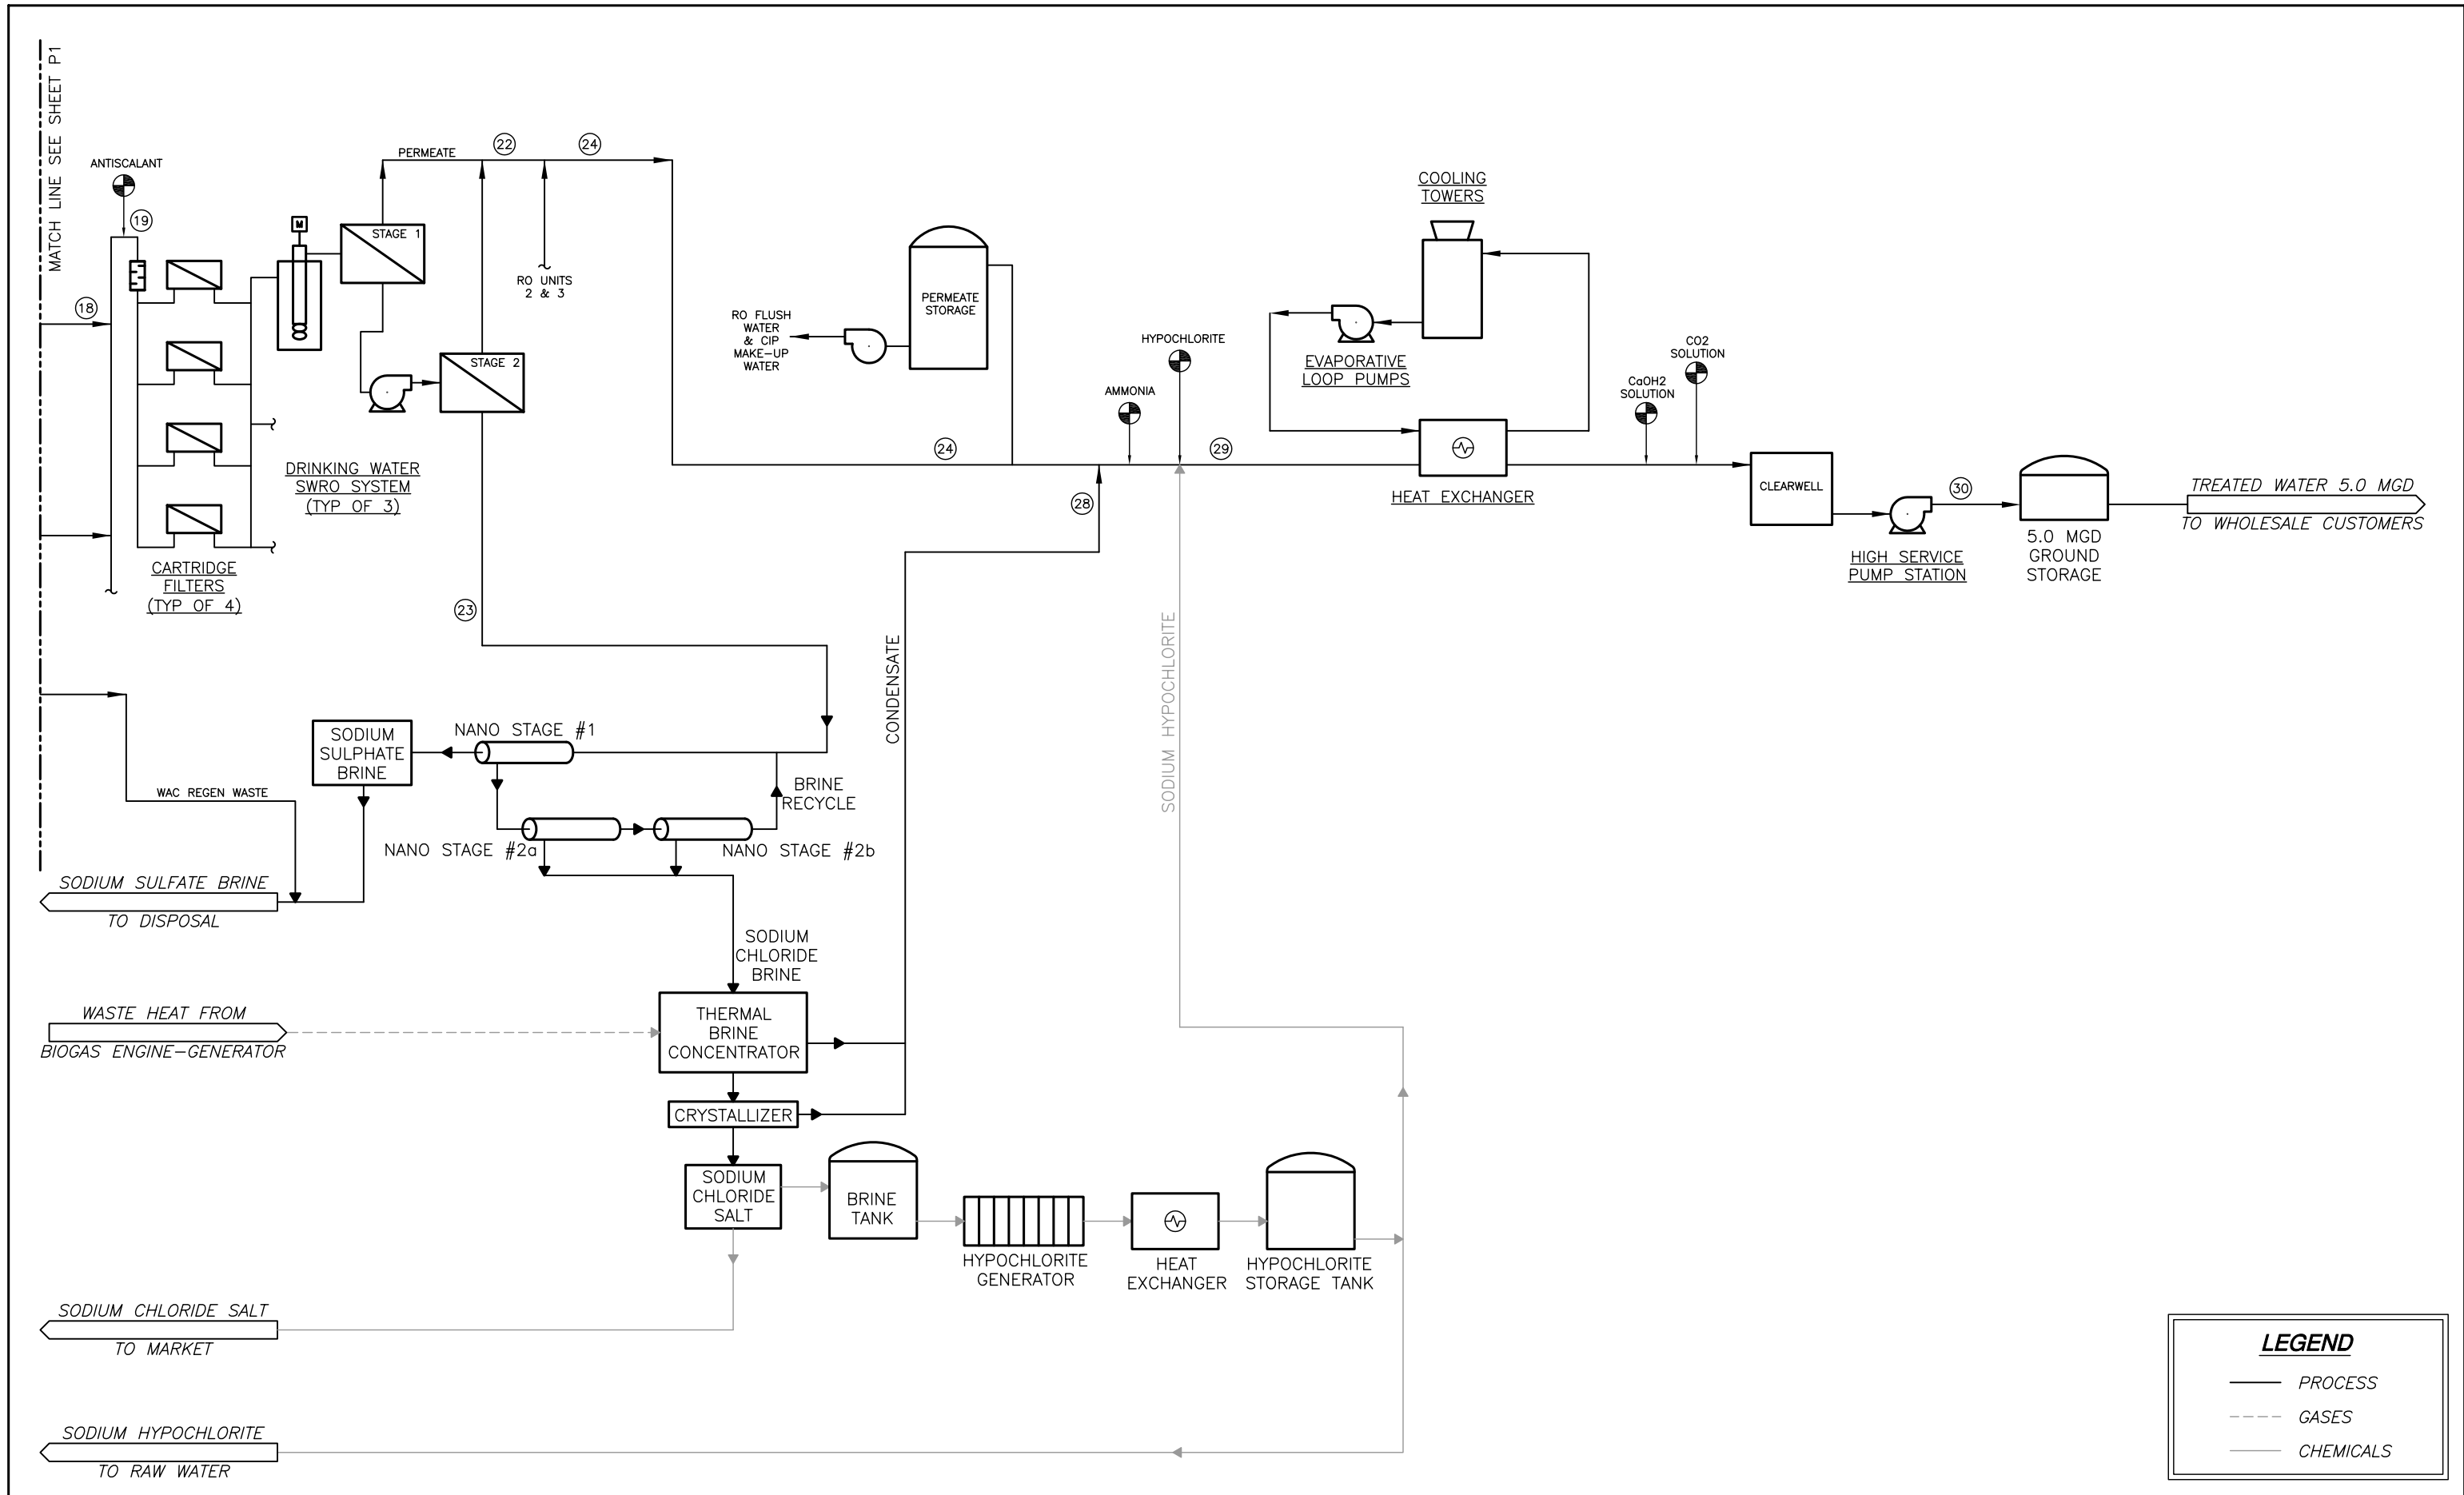 MATCH LINE SEE SHEET P1
ANTISCALANT
19
18
M
STAGE 1
PERMEATE
22
24
RO UNITS
2 & 3
STAGE 2
DRINKING WATER
SWRO SYSTEM
(TYP OF 3)
CARTRIDGE
FILTERS
(TYP OF 4)
23
RO FLUSH
WATER
& CIP
MAKE-UP
WATER
PERMEATE
STORAGE
24
28
AMMONIA
HYPOCHLORITE
29
COOLING
TOWERS
EVAPORATIVE
LOOP PUMPS
HEAT EXCHANGER
CaOH2
SOLUTION
CO2
SOLUTION
CLEARWELL
30
HIGH SERVICE
PUMP STATION
5.0 MGD
GROUND
STORAGE
TREATED WATER 5.0 MGD
TO WHOLESALE CUSTOMERS
CONDENSATE
SODIUM HYPOCHLORITE
SODIUM
SULPHATE
BRINE
NANO STAGE #1
BRINE
RECYCLE
WAC REGEN WASTE
NANO STAGE #2a
NANO STAGE #2b
SODIUM SULFATE BRINE
TO DISPOSAL
SODIUM
CHLORIDE
BRINE
WASTE HEAT FROM
BIOGAS ENGINE-GENERATOR
THERMAL
BRINE
CONCENTRATOR
CRYSTALLIZER
SODIUM
CHLORIDE
SALT
BRINE
TANK
HYPOCHLORITE
GENERATOR
HEAT
EXCHANGER
HYPOCHLORITE
STORAGE TANK
SODIUM CHLORIDE SALT
TO MARKET
SODIUM HYPOCHLORITE
TO RAW WATER
LEGEND
PROCESS
GASES
CHEMICALS